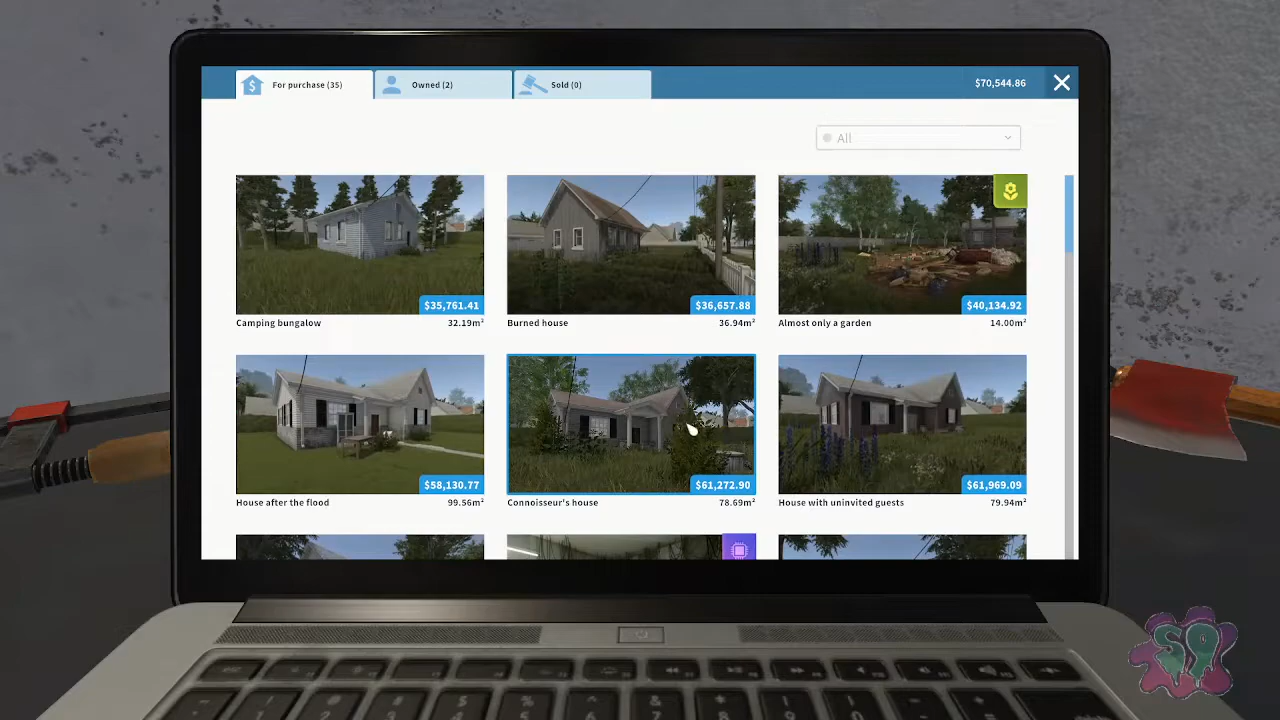 For purchase (35)
Owned (2)
Sold (0)
$70,544.86
All
$35,761.41
$36,657.88
$40,134.92
Camping bungalow
32.19m²
Burned house
36.94m²
Almost only a garden
14.00m²
$58,130.77
$61,272.90
$61,969.09
House after the flood
99.56m²
Connoisseur's house
78.69m²
House with uninvited guests
79.94m²
S9